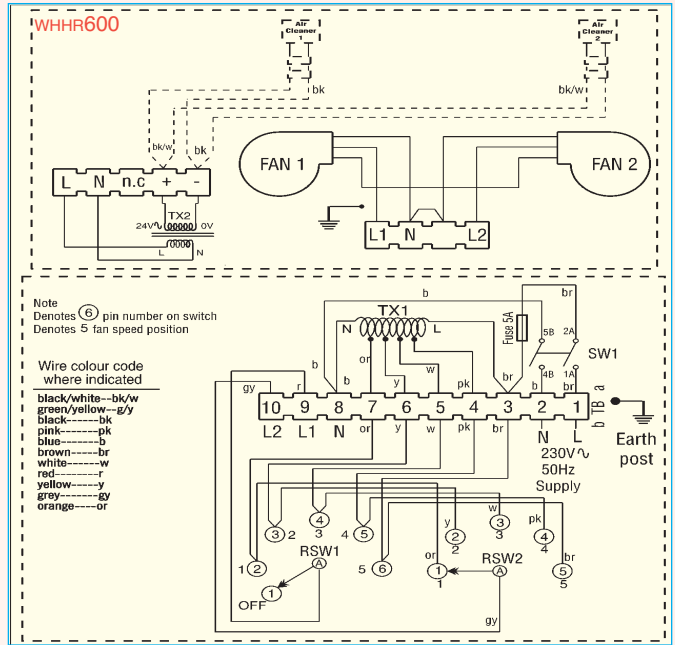 WHHR600
Air
Cleaner
1
Air
Cleaner
2
bk
bk/w
bk/w
bk
FAN 1
FAN 2
L N n.c + -
TX2
24V 0V
L N
L1 N L2
Note
Denotes 6 pin number on switch
Denotes 5 fan speed position
Wire colour code
where indicated
black/white--bk/w
green/yellow--g/y
black------bk
pink------pk
blue-------b
brown-----br
white------w
red--------r
yellow-----y
grey-------gy
orange----or
b
br
TX1
N L
Fuse 5A
5B 2A
SW1
4B 1A
b
b
or
y
w
pk
br
b
br
gy
r
a
10 9 8 7 6 5 4 3 2 1
TB
b
L2 L1 N
or y w pk br
N L
230V
50Hz
Supply
Earth
post
3 2
4
3
4 5
y
2
2
w
3
3
pk
4
4
1 2
RSW1
A
1
OFF
5 6
or
1
1
RSW2
A
br
5
5
gy